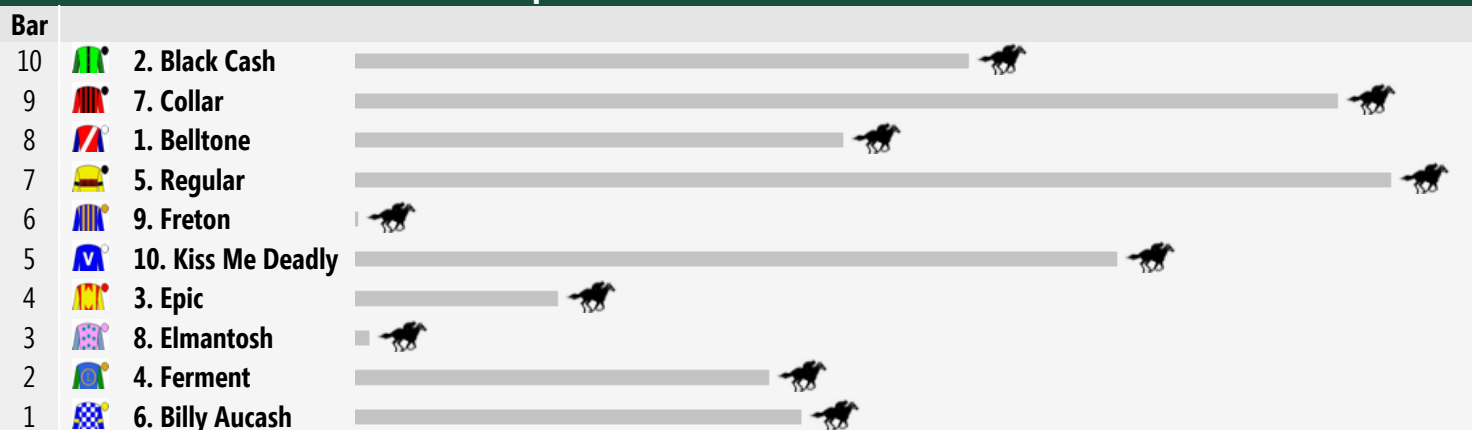 Bar
10 2. Black Cash
9 7. Collar
8 1. Belltone
7 5. Regular
6 9. Freton
5 V 10. Kiss Me Deadly
4 3. Epic
3 8. Elmantosh
2 4. Ferment
1 6. Billy Aucash